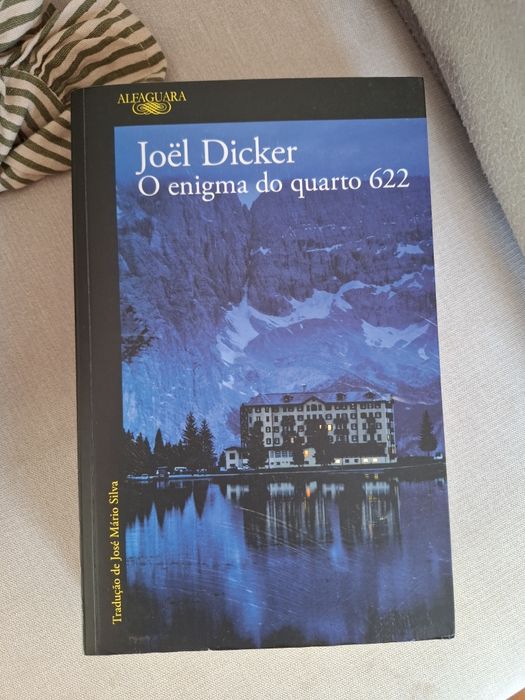 ALFAGUARA
Joël Dicker
O enigma do quarto 622
Tradução de José Mário Silva